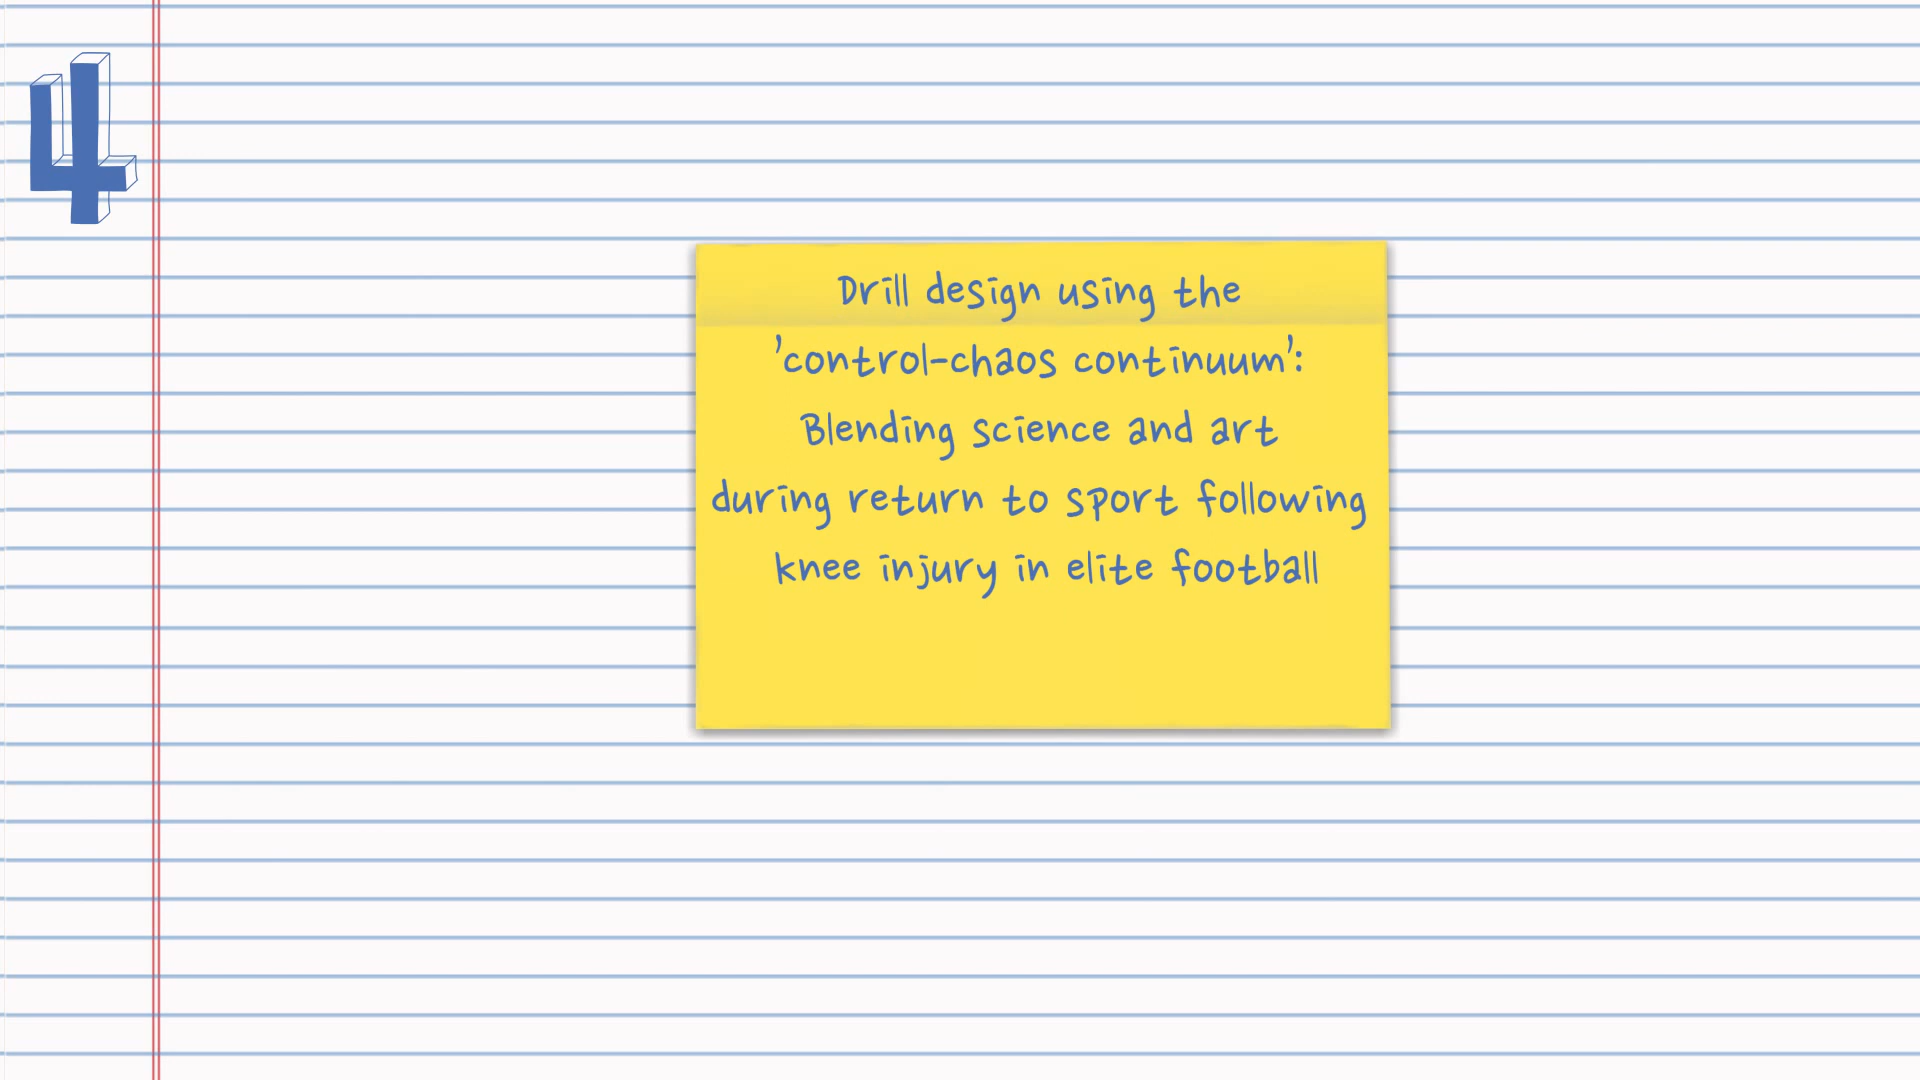 4
Drill design using the
'control-chaos continuum':
Blending science and art
during return to sport following
knee injury in elite football